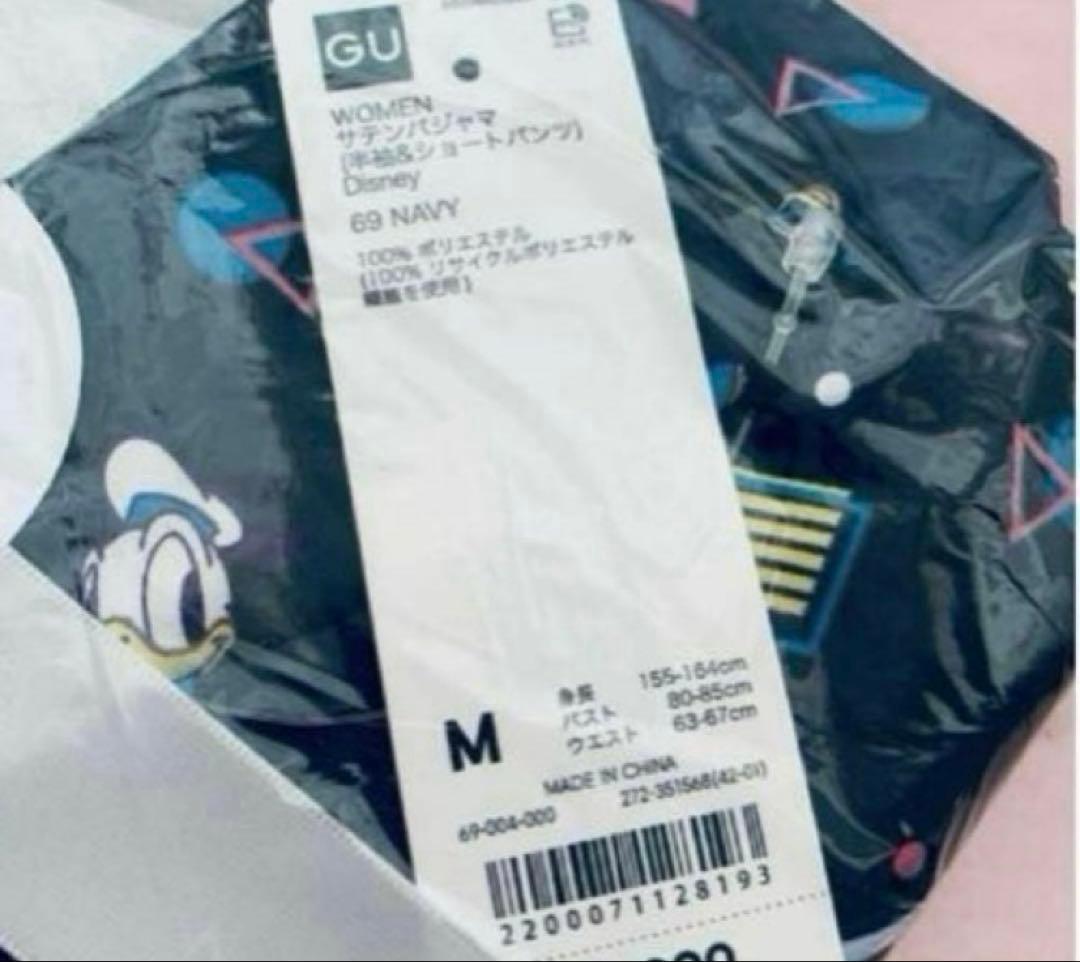 GU
WOMEN
サテンパジャマ
(半袖&ショートパンツ)
Disney
69 NAVY
100% ポリエステル
(100% リサイクルポリエステル
繊維を使用)
M
身長 155-164cm
バスト 80-85cm
ウエスト 63-67cm
MADE IN CHINA
69-004-000 272-351568(42-01)
2200071128193